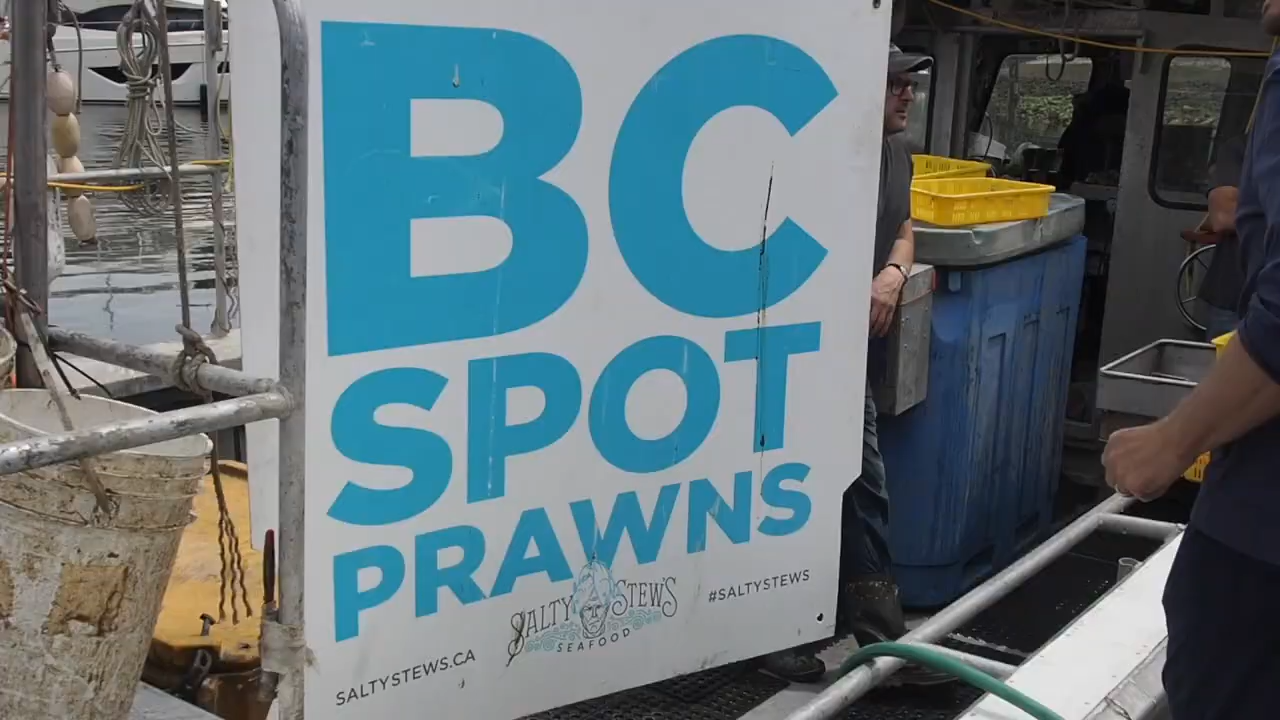 BC
SPOT
PRAWNS
SALTY STEW'S
SEAFOOD
#SALTYSTEWS
SALTYSTEWS.CA